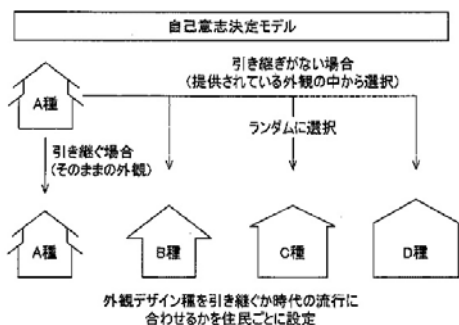 自己意志決定モデル
引き継ぎがない場合
(提供されている外観の中から選択)
A種
ランダムに選択
引き継ぐ場合
(そのままの外観)
A種
B種
C種
D種
外観デザイン種を引き継ぐか時代の流行に
合わせるかを住民ごとに設定